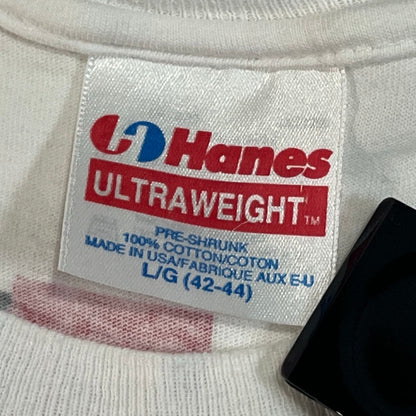 Hanes
ULTRAWEIGHT™
PRE-SHRUNK
100% COTTON/COTON
MADE IN USA/FABRIQUE AUX E-U
L/G (42-44)